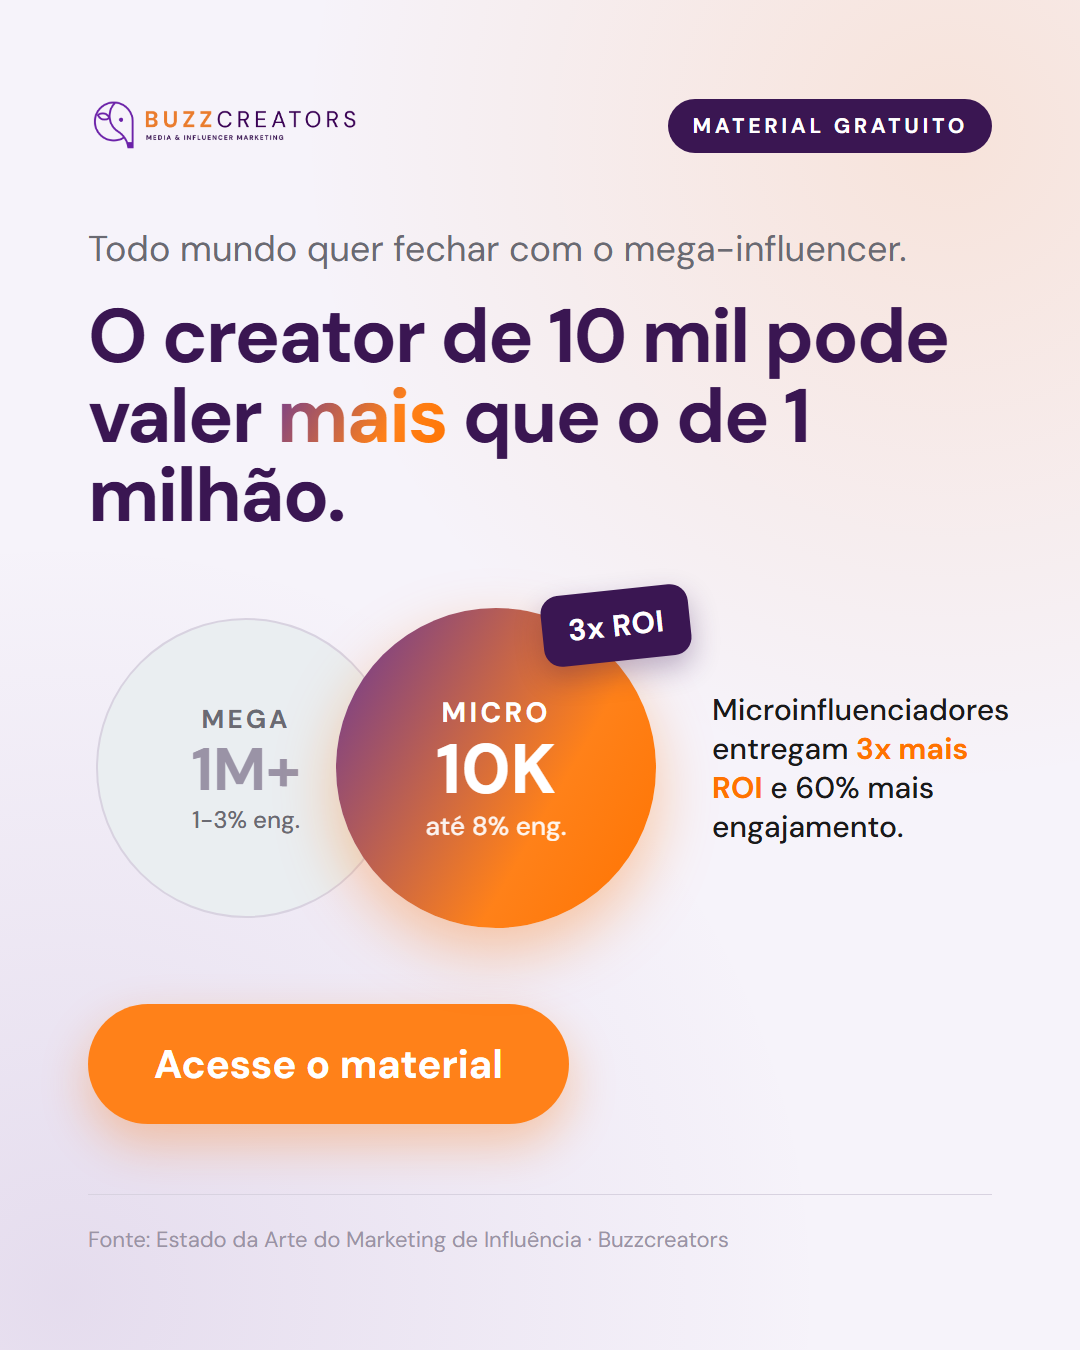 BUZZCREATORS
MEDIA & INFLUENCER MARKETING
MATERIAL GRATUITO
Todo mundo quer fechar com o mega-influencer.
O creator de 10 mil pode
valer mais que o de 1
milhão.
MEGA
1M+
1-3% eng.
3x ROI
MICRO
10K
até 8% eng.
Microinfluenciadores
entregam 3x mais
ROI e 60% mais
engajamento.
Acesse o material
Fonte: Estado da Arte do Marketing de Influência · Buzzcreators